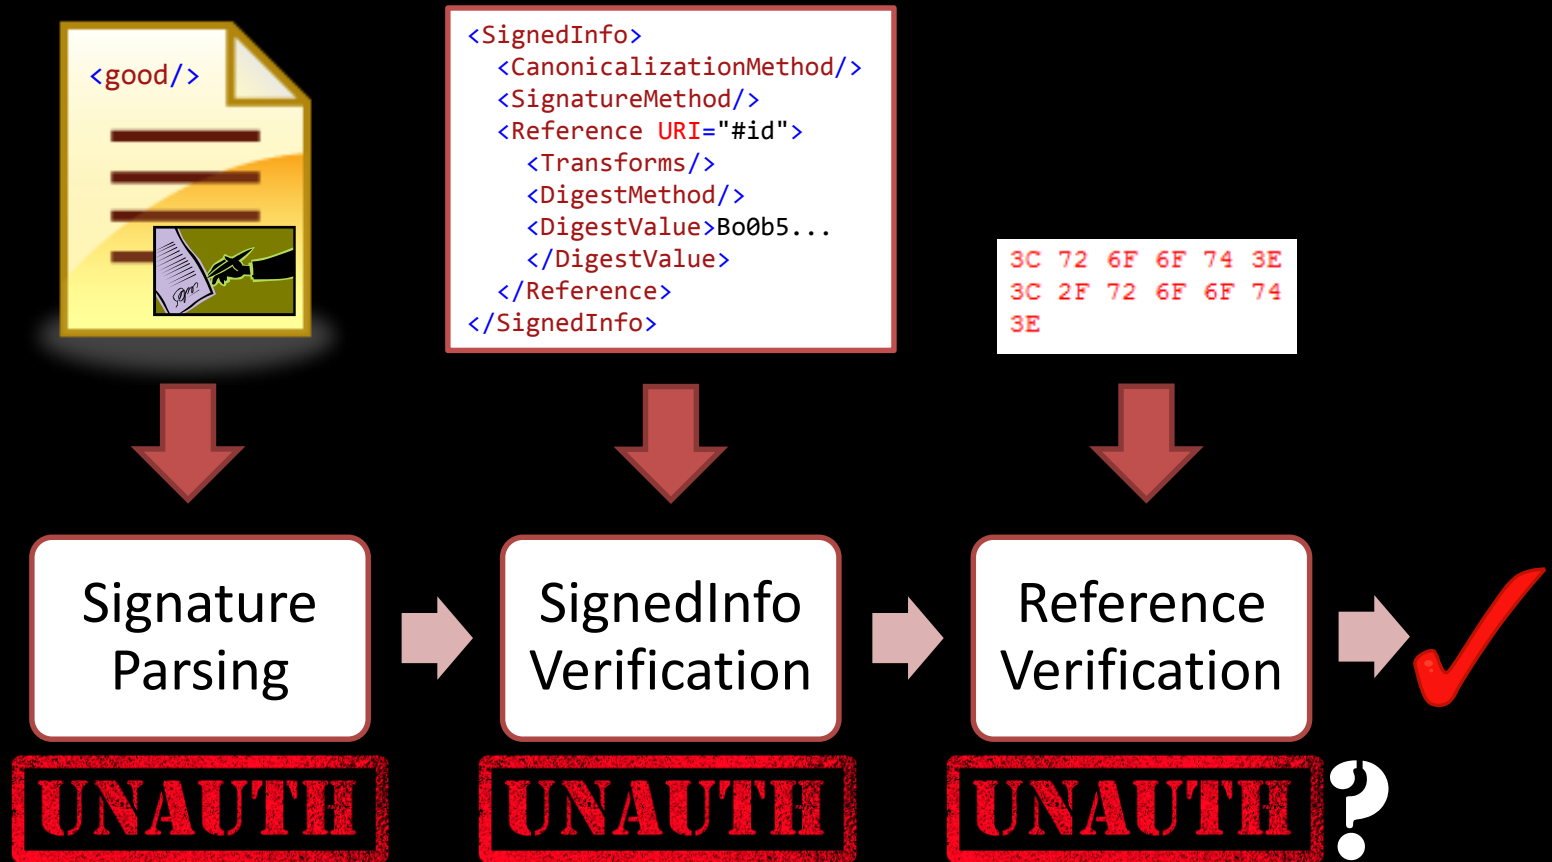 <good/>
<SignedInfo>
<CanonicalizationMethod/>
<SignatureMethod/>
<Reference URI="#id">
<Transforms/>
<DigestMethod/>
<DigestValue>Bo0b5...
</DigestValue>
</Reference>
</SignedInfo>
3C 72 6F 6F 74 3E
3C 2F 72 6F 6F 74
3E
Signature
Parsing
SignedInfo
Verification
Reference
Verification
UNAUTH
UNAUTH
UNAUTH ?